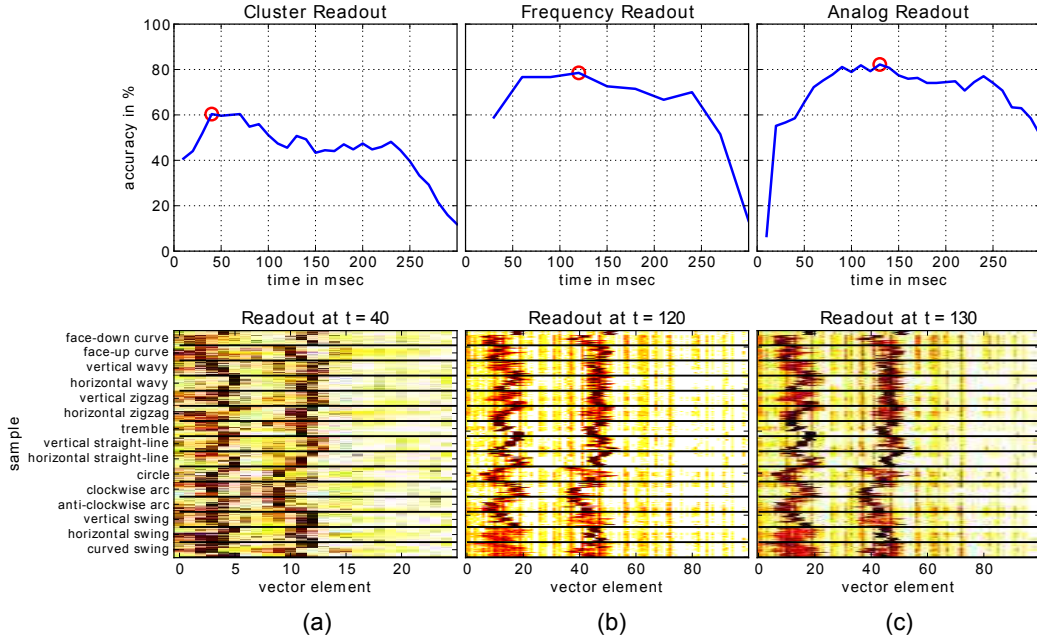 Cluster Readout
Frequency Readout
Analog Readout
accuracy in %
100
80
60
40
20
0
0 50 100 150 200 250
0 50 100 150 200 250
0 50 100 150 200 250
time in msec
time in msec
time in msec
Readout at t = 40
Readout at t = 120
Readout at t = 130
sample
face-down curve
face-up curve
vertical wavy
horizontal wavy
vertical zigzag
horizontal zigzag
tremble
vertical straight-line
horizontal straight-line
circle
clockwise arc
anti-clockwise arc
vertical swing
horizontal swing
curved swing
0 5 10 15 20
0 20 40 60 80
0 20 40 60 80
vector element
vector element
vector element
(a)
(b)
(c)